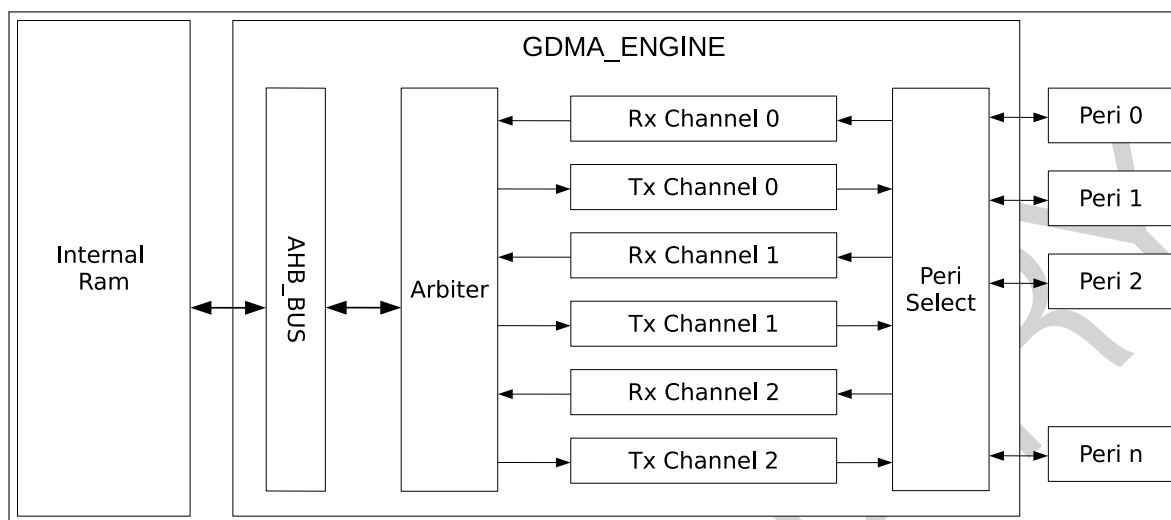 GDMA_ENGINE
Internal
Ram
AHB_BUS
Arbiter
Rx Channel 0
Tx Channel 0
Rx Channel 1
Tx Channel 1
Rx Channel 2
Tx Channel 2
Peri
Select
Peri 0
Peri 1
Peri 2
Peri n